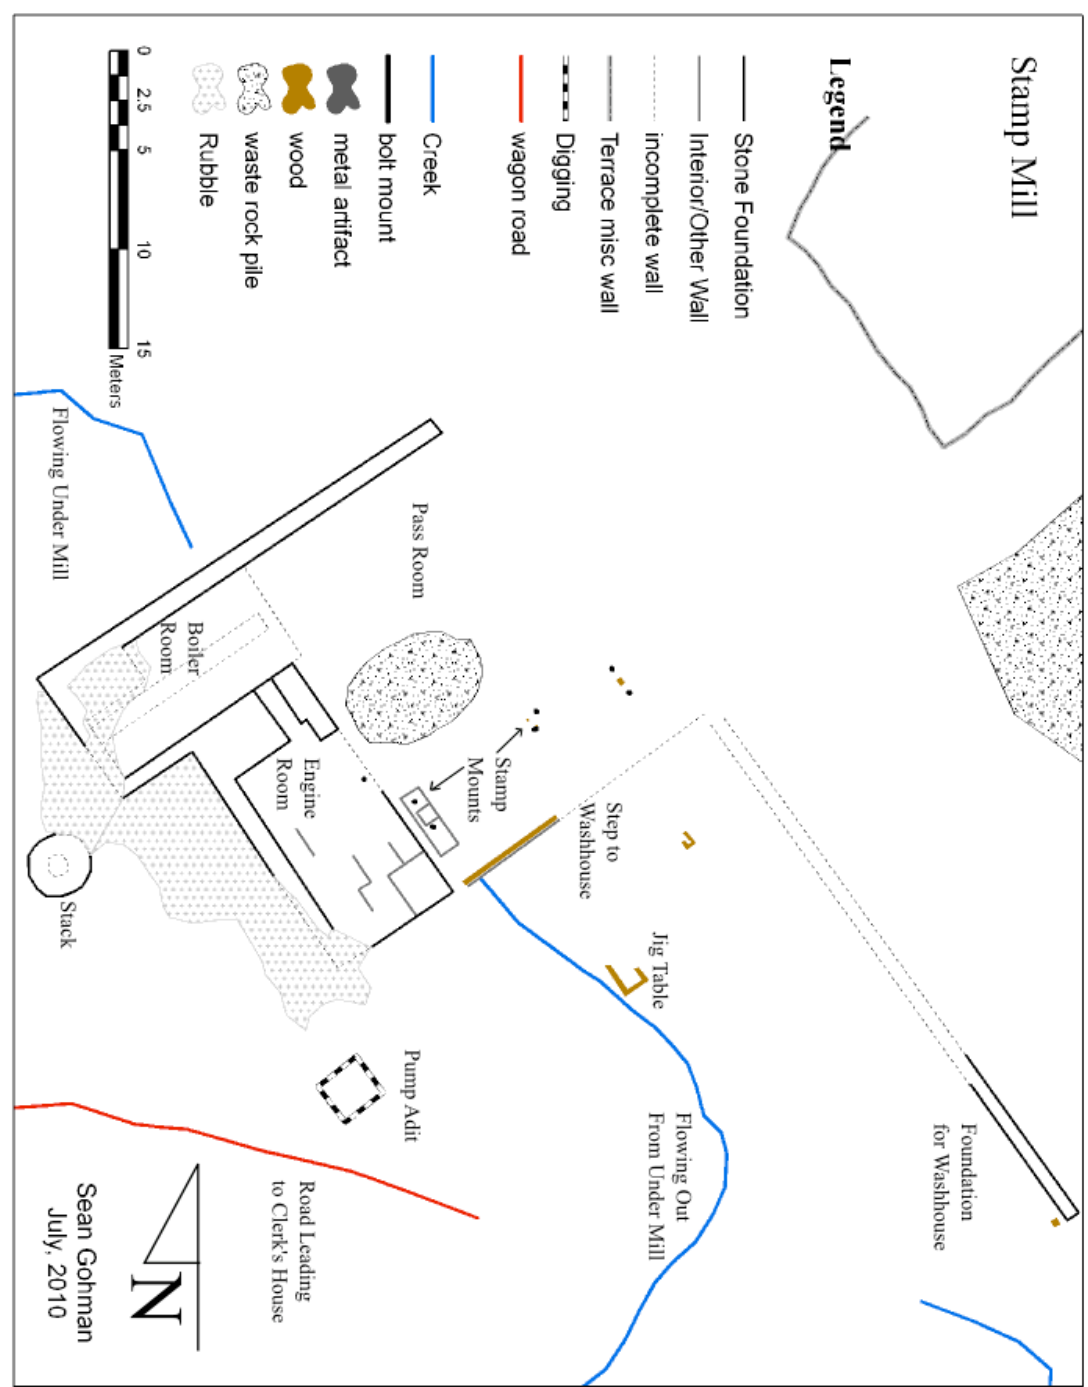 Stamp Mill
Legend
Stone Foundation
Interior/Other Wall
incomplete wall
Terrace misc wall
Digging
wagon road
Creek
bolt mount
metal artifact
wood
waste rock pile
Rubble
0 2.5 5 10 15
Meters
Foundation
for Washhouse
Flowing Out
From Under Mill
Jig Table
Step to
Washhouse
Stamp
Mounts
Pass Room
Pump Adit
Engine
Room
Road Leading
to Clerk's House
Boiler
Room
Flowing Under Mill
Stack
N
Sean Gohman
July, 2010